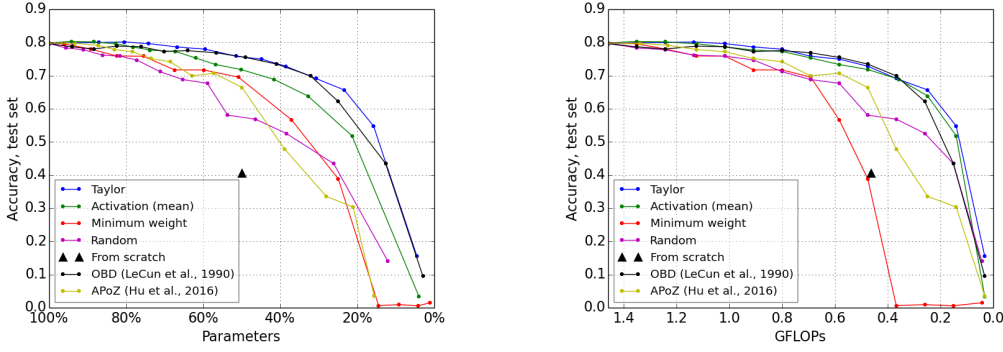 0.9
0.8
0.7
0.6
0.5
0.4
0.3
0.2
0.1
0.0
Accuracy, test set
Taylor
Activation (mean)
Minimum weight
Random
From scratch
OBD (LeCun et al., 1990)
APoZ (Hu et al., 2016)
100% 80% 60% 40% 20% 0%
Parameters
0.9
0.8
0.7
0.6
0.5
0.4
0.3
0.2
0.1
0.0
Accuracy, test set
Taylor
Activation (mean)
Minimum weight
Random
From scratch
OBD (LeCun et al., 1990)
APoZ (Hu et al., 2016)
1.4 1.2 1.0 0.8 0.6 0.4 0.2 0.0
GFLOPs